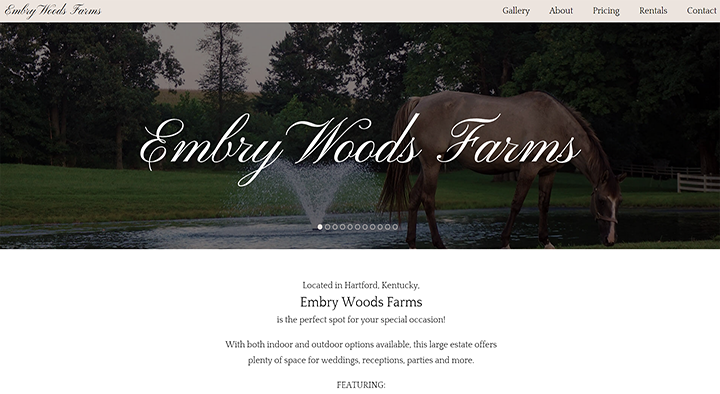 Embry Woods Farms
Gallery About Pricing Rentals Contact
Embry Woods Farms
Located in Hartford, Kentucky,
Embry Woods Farms
is the perfect spot for your special occasion!
With both indoor and outdoor options available, this large estate offers
plenty of space for weddings, receptions, parties and more.
FEATURING: